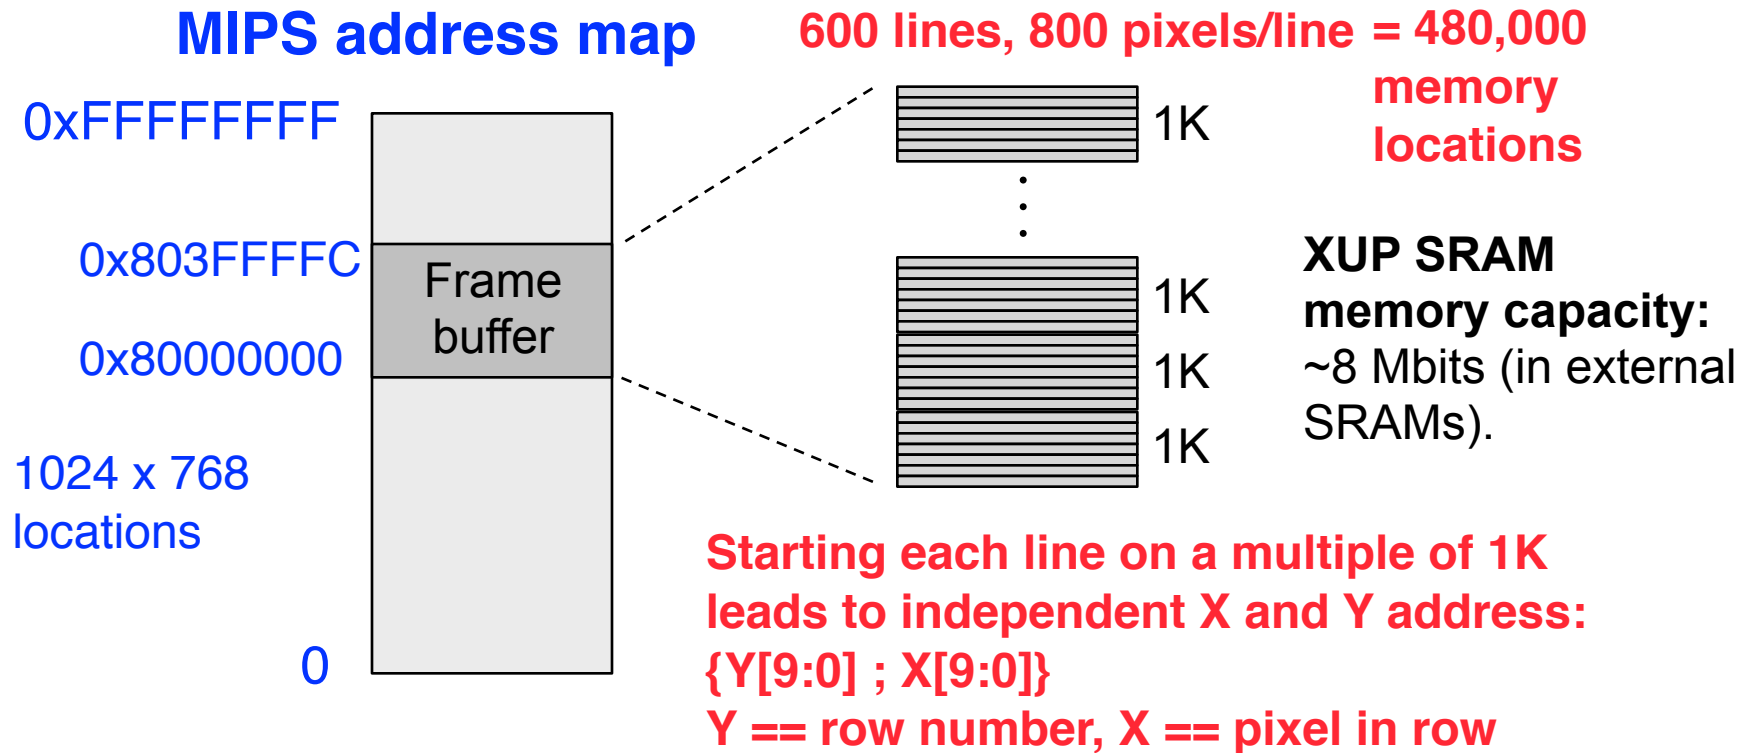 MIPS address map
600 lines, 800 pixels/line = 480,000
memory
locations
0xFFFFFFFF
0x803FFFFC
0x80000000
0
Frame
buffer
1024 x 768
locations
1K
1K
1K
1K
XUP SRAM
memory capacity:
~8 Mbits (in external
SRAMs).
Starting each line on a multiple of 1K
leads to independent X and Y address:
{Y[9:0] ; X[9:0]}
Y == row number, X == pixel in row